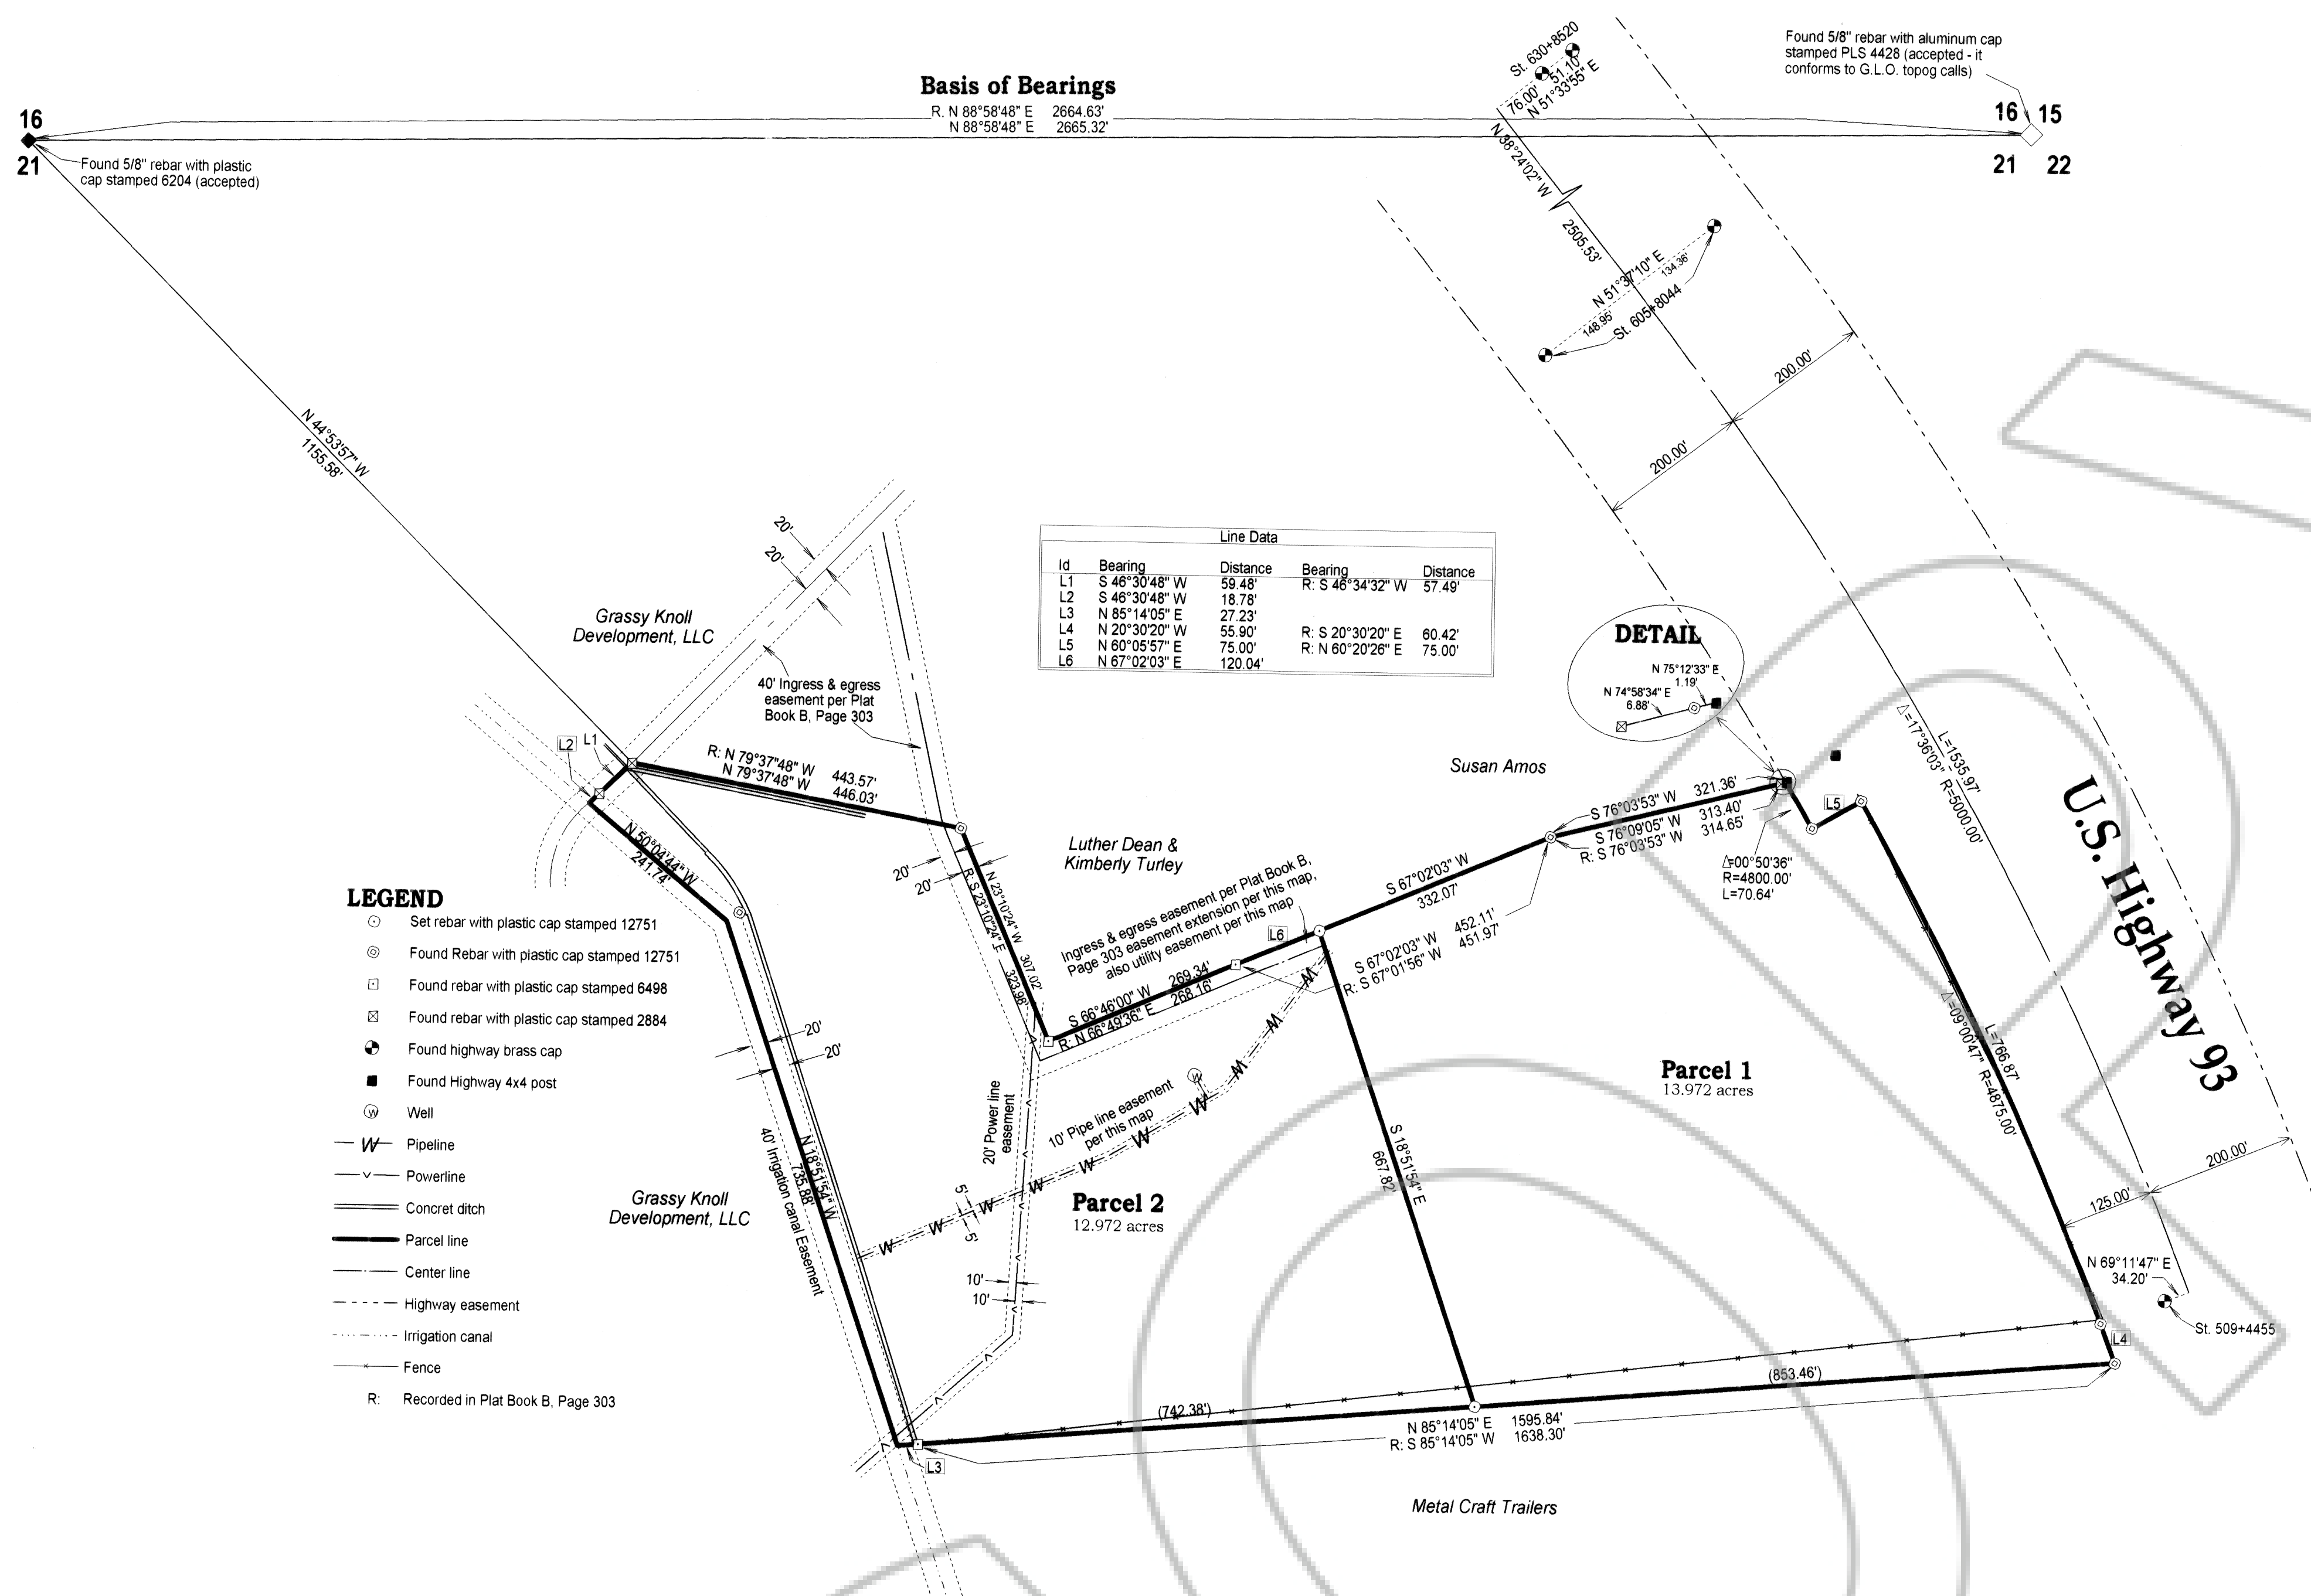 Basis of Bearings
R. N 88°58'48" E 2664.63'
N 88°58'48" E 2665.32'
16
21
Found 5/8" rebar with plastic
cap stamped 6204 (accepted)
St. 630+8520
51.10'
76.00'
N 51°33'55" E
Found 5/8" rebar with aluminum cap
stamped PLS 4428 (accepted - it
conforms to G.L.O. topog calls)
16 15
21 22
N 38°24'02" W
2505.53'
N 51°37'10" E
134.36'
148.95'
St. 605+8044
200.00'
200.00'
N 44°53'57" W
1155.58'
20'
20'
Grassy Knoll
Development, LLC
40' Ingress & egress
easement per Plat
Book B, Page 303
Line Data
Id Bearing Distance Bearing Distance
L1 S 46°30'48" W 59.48' R: S 46°34'32" W 57.49'
L2 S 46°30'48" W 18.78'
L3 N 85°14'05" E 27.23'
L4 N 20°30'20" W 55.90' R: S 20°30'20" E 60.42'
L5 N 60°05'57" E 75.00' R: N 60°20'26" E 75.00'
L6 N 67°02'03" E 120.04'
DETAIL
N 75°12'33" E
1.19'
N 74°58'34" E
6.88'
L2
L1
R: N 79°37'48" W 443.57'
N 79°37'48" W 446.03'
Susan Amos
S 76°03'53" W 321.36'
S 76°09'05" W 313.40'
R: S 76°03'53" W 314.65'
L5
∆=00°50'36"
R=4800.00'
L=70.64'
L=1535.97'
∆=17°36'03" R=5000.00'
U.S. Highway 93
N 50°04'44" W
241.74'
Luther Dean &
Kimberly Turley
20'
20'
N 23°10'24" W 307.02'
R: S 23°10'24" E 323.98'
Ingress & egress easement per Plat Book B,
Page 303 easement extension per this map,
also utility easement per this map
L6
S 67°02'03" W
332.07'
S 67°02'03" W 452.11'
R: S 67°01'56" W 451.97'
S 66°46'00" W 269.34'
R: N 66°49'36" E 268.16'
LEGEND
Set rebar with plastic cap stamped 12751
Found Rebar with plastic cap stamped 12751
Found rebar with plastic cap stamped 6498
Found rebar with plastic cap stamped 2884
Found highway brass cap
Found Highway 4x4 post
W Well
W Pipeline
Powerline
Concret ditch
Parcel line
Center line
Highway easement
Irrigation canal
Fence
R: Recorded in Plat Book B, Page 303
20'
20'
N 18°51'54" W
735.88'
40' Irrigation canal Easement
Grassy Knoll
Development, LLC
20' Power line
easement
10' Pipe line easement
per this map
W
W
W
W
W
W
W
W
W
W
W
5'
5'
10'
10'
Parcel 2
12.972 acres
Parcel 1
13.972 acres
S 18°51'54" E
667.82'
L=766.87'
∆=09°00'47" R=4875.00'
200.00'
125.00'
N 69°11'47" E
34.20'
St. 509+4455
L4
(742.38')
(853.46')
N 85°14'05" E 1595.84'
R: S 85°14'05" W 1638.30'
L3
Metal Craft Trailers